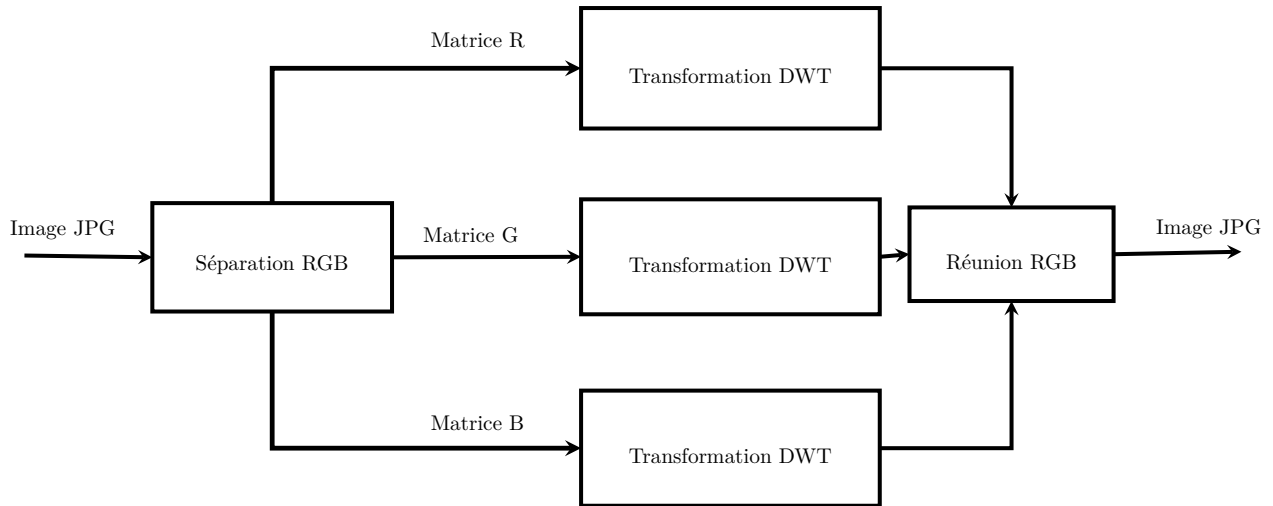 Matrice R
Transformation DWT
Image JPG
Séparation RGB
Matrice G
Transformation DWT
Réunion RGB
Image JPG
Matrice B
Transformation DWT